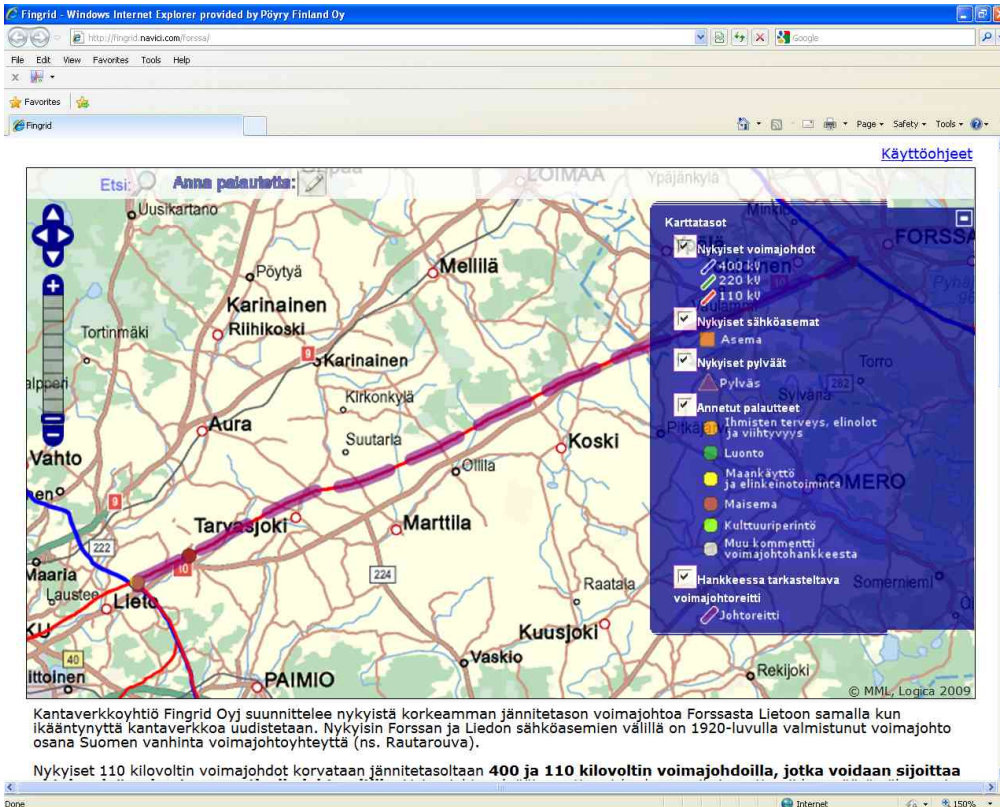 Fingrid - Windows Internet Explorer provided by Pöyry Finland Oy
http://fingrid.navici.com/forssa/
Google
File Edit View Favorites Tools Help
x
Favorites
Fingrid
Page Safety Tools
Käyttöohjeet
Etsi: Anna palautetta:
LOIMAA
Ypäjänkylä
Uusikartano
Mellilä
Pöytyä
Karinainen
Riihikoski
Tortinmäki
9
Karinainen
Kirkonkylä
Aura
Suutarla
Koski
Ollila
Vahto
9
Tarvasjoki
Marttila
222
10
224
Maaria
Laustee
Lieto
Raatala
Kuusjoki
40
Vaskio
PAIMIO
Rekijoki
FORSSA
Torro
282
Sylvänä
SOMERO
Somerniemi
Karttatasot
Nykyiset voimajohdot
400 kV
220 kV
110 kV
Nykyiset sähköasemat
Asema
Nykyiset pylväät
Pylväs
Annetut palautteet
Ihmisten terveys, elinolot
ja viihtyvyys
Luonto
Maankäyttö
ja elinkeinotoiminta
Maisema
Kulttuuriperintö
Muu kommentti
voimajohtohankkeesta
Hankkeessa tarkasteltava
voimajohtoreitti
Johtoreitti
© MML, Logica 2009
Kantaverkkoyhtiö Fingrid Oyj suunnittelee nykyistä korkeamman jännitetason voimajohtoa Forssasta Lietoon samalla kun
ikääntynyttä kantaverkkoa uudistetaan. Nykyisin Forssan ja Liedon sähköasemien välillä on 1920-luvulla valmistunut voimajohto
osana Suomen vanhinta voimajohtoyhteyttä (ns. Rautarouva).
Nykyiset 110 kilovoltin voimajohdot korvataan jännitetasoltaan 400 ja 110 kilovoltin voimajohdoilla, jotka voidaan sijoittaa
Done
Internet
150%